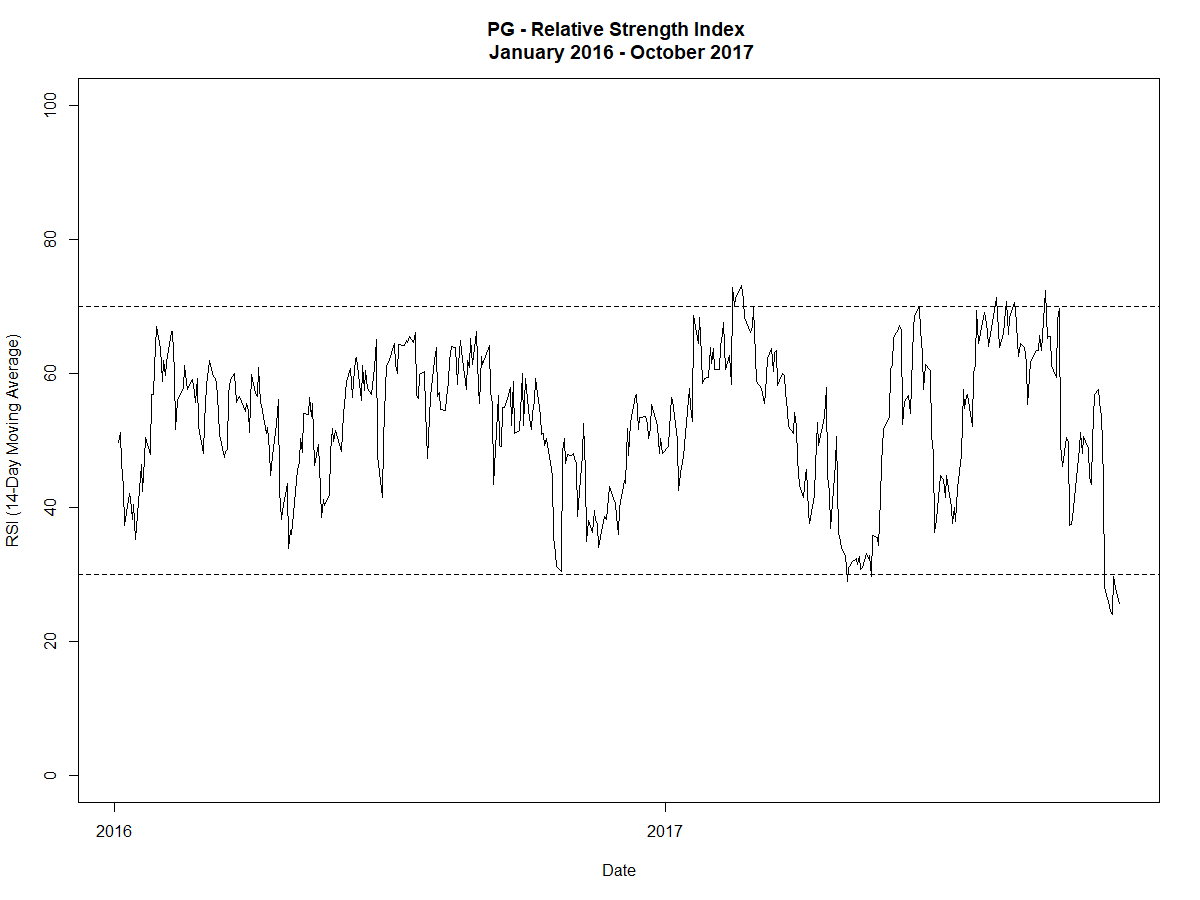 PG - Relative Strength Index
January 2016 - October 2017
100
80
60
40
20
0
RSI (14-Day Moving Average)
2016
2017
Date